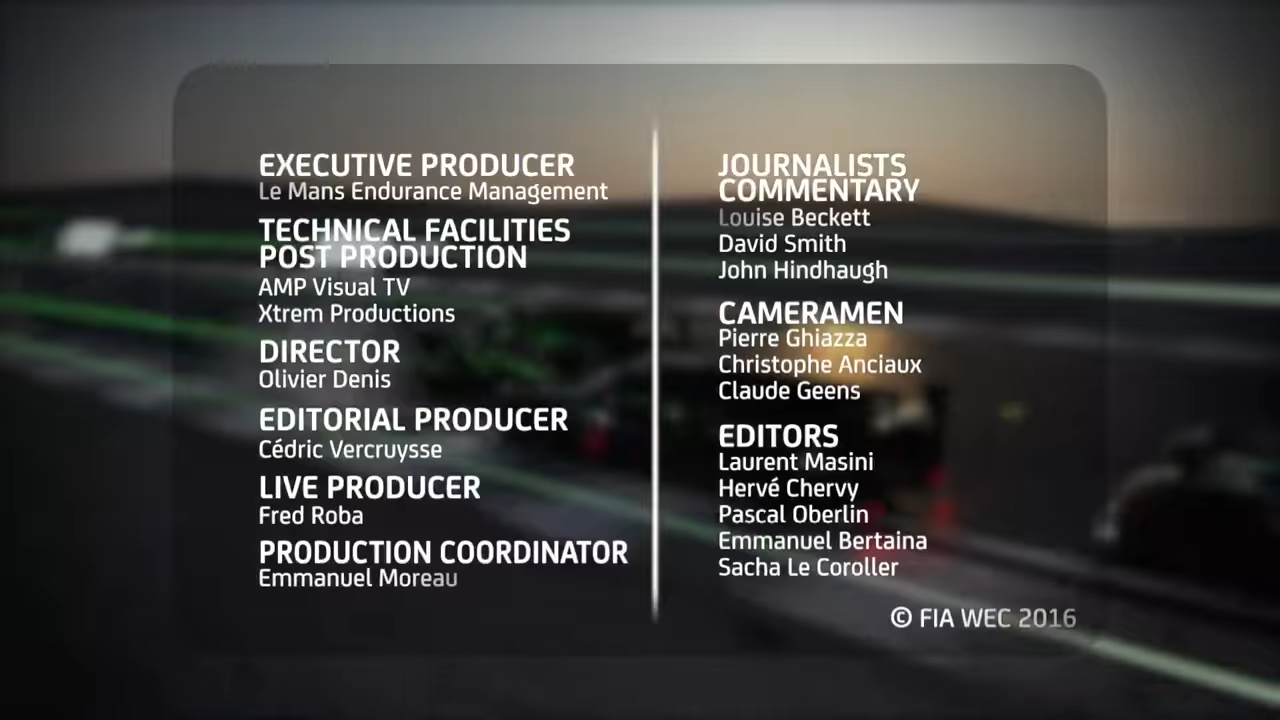 EXECUTIVE PRODUCER
Le Mans Endurance Management
TECHNICAL FACILITIES
POST PRODUCTION
AMP Visual TV
Xtrem Productions
DIRECTOR
Olivier Denis
EDITORIAL PRODUCER
Cédric Vercruysse
LIVE PRODUCER
Fred Roba
PRODUCTION COORDINATOR
Emmanuel Moreau
JOURNALISTS
COMMENTARY
Louise Beckett
David Smith
John Hindhaugh
CAMERAMEN
Pierre Ghiazza
Christophe Anciaux
Claude Geens
EDITORS
Laurent Masini
Hervé Chervy
Pascal Oberlin
Emmanuel Bertaina
Sacha Le Coroller
© FIA WEC 2016